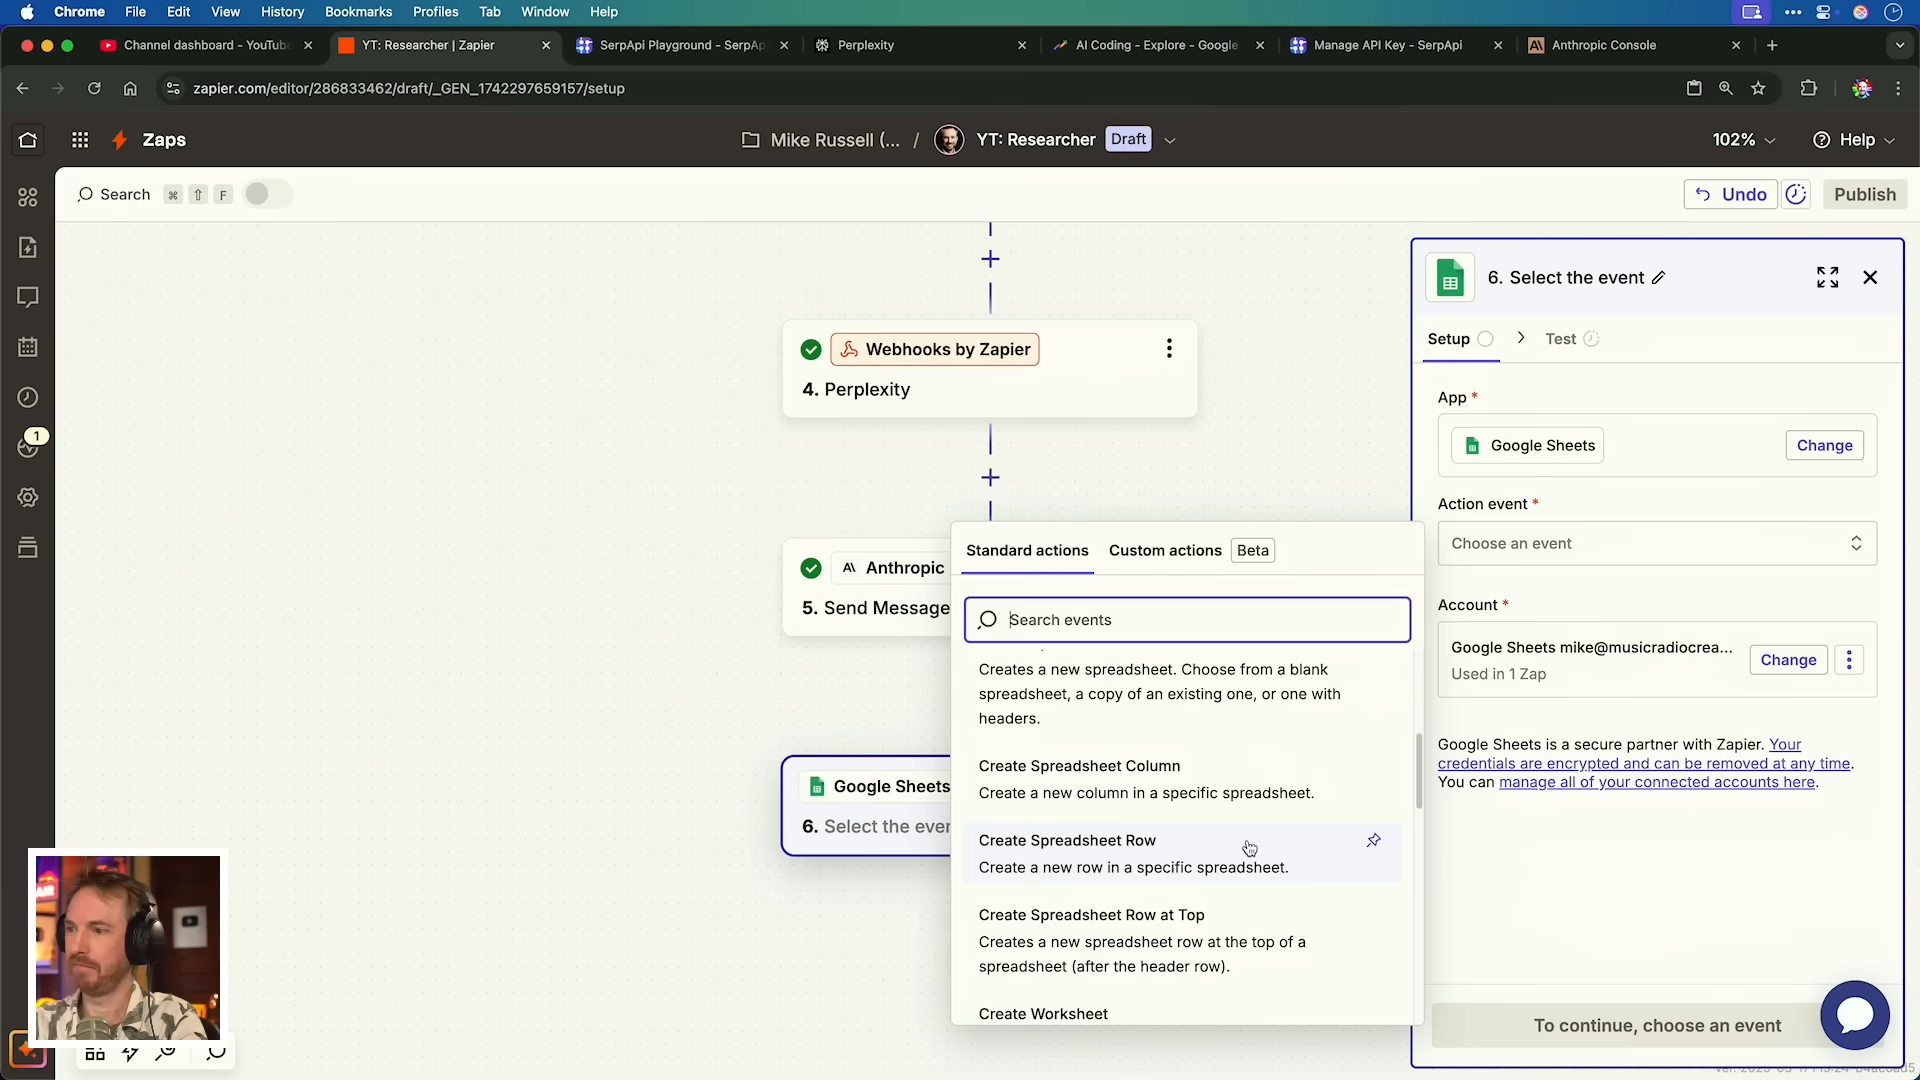 Chrome File Edit View History Bookmarks Profiles Tab Window Help
Channel dashboard - YouTube
YT: Researcher | Zapier
SerpApi Playground - SerpAp
Perplexity
AI Coding - Explore - Google
Manage API Key - SerpApi
Anthropic Console
zapier.com/editor/286833462/draft/_GEN_1742297659157/setup
Zaps
Mike Russell (... / YT: Researcher Draft
102% Help
Search ⌘ ⇧ F
Undo Publish
1
Webhooks by Zapier
4. Perplexity
Anthropic
5. Send Message
Google Sheets
6. Select the ever
Standard actions Custom actions Beta
Search events
Creates a new spreadsheet. Choose from a blank
spreadsheet, a copy of an existing one, or one with
headers.
Create Spreadsheet Column
Create a new column in a specific spreadsheet.
Create Spreadsheet Row
Create a new row in a specific spreadsheet.
Create Spreadsheet Row at Top
Creates a new spreadsheet row at the top of a
spreadsheet (after the header row).
Create Worksheet
6. Select the event
Setup Test
App *
Google Sheets Change
Action event *
Choose an event
Account *
Google Sheets mike@musicradiocrea...
Used in 1 Zap
Change
Google Sheets is a secure partner with Zapier. Your
credentials are encrypted and can be removed at any time.
You can manage all of your connected accounts here.
To continue, choose an event